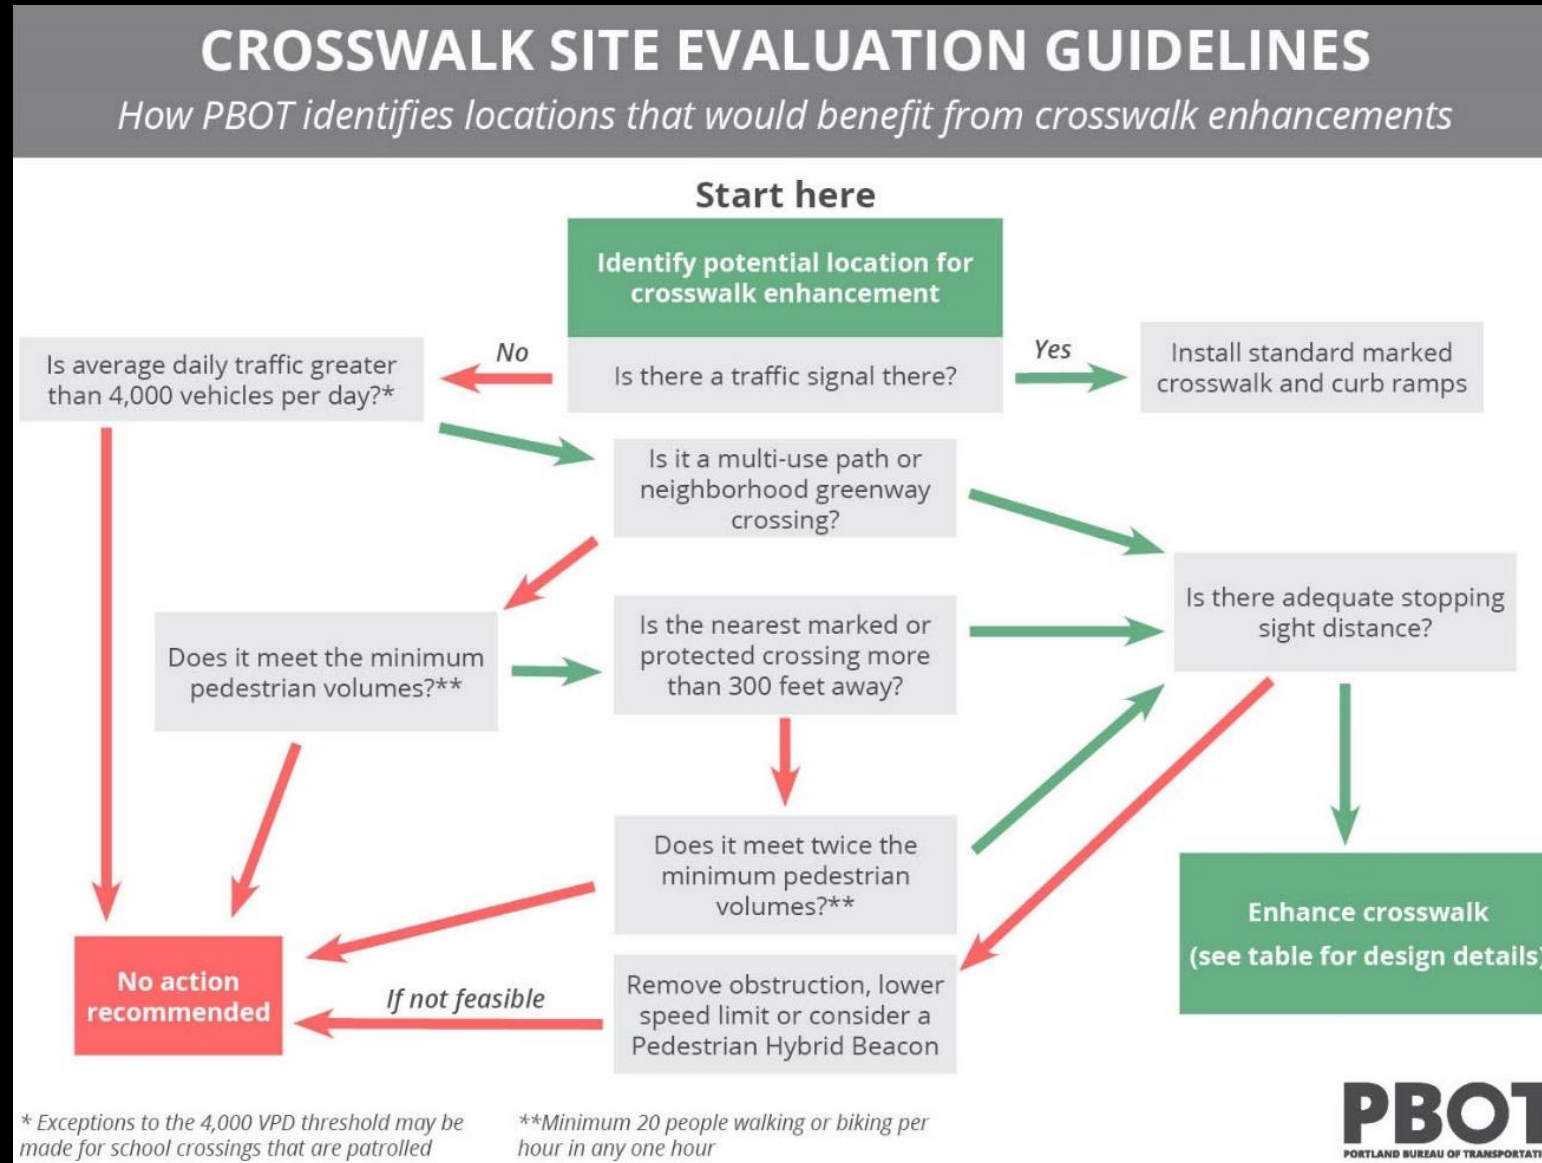 CROSSWALK SITE EVALUATION GUIDELINES
How PBOT identifies locations that would benefit from crosswalk enhancements
Start here
Identify potential location for
crosswalk enhancement
Is there a traffic signal there?
No
Yes
Is average daily traffic greater
than 4,000 vehicles per day?*
Install standard marked
crosswalk and curb ramps
Is it a multi-use path or
neighborhood greenway
crossing?
Is there adequate stopping
sight distance?
Does it meet the minimum
pedestrian volumes?**
Is the nearest marked or
protected crossing more
than 300 feet away?
Does it meet twice the
minimum pedestrian
volumes?**
Enhance crosswalk
(see table for design details)
No action
recommended
If not feasible
Remove obstruction, lower
speed limit or consider a
Pedestrian Hybrid Beacon
* Exceptions to the 4,000 VPD threshold may be
made for school crossings that are patrolled
**Minimum 20 people walking or biking per
hour in any one hour
PBOT
PORTLAND BUREAU OF TRANSPORTATI